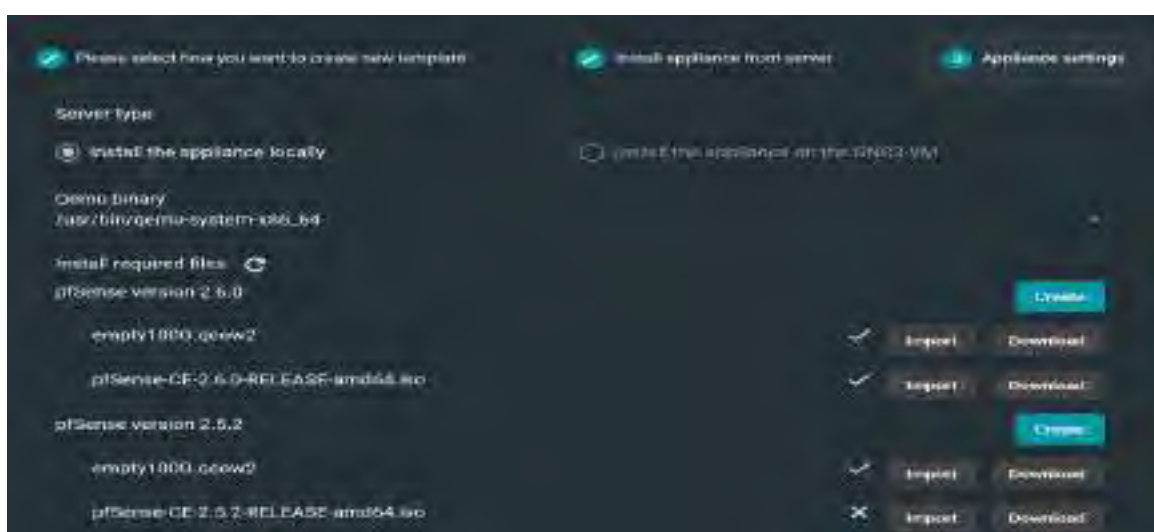 Please select how you want to create new template
Install appliance from server
Appliance settings
Server type
Install the appliance locally
Install the appliance on the GNS3 VM
Qemu binary
/usr/bin/qemu-system-x86_64
Install required files
pfSense version 2.6.0
Create
empty100G.qcow2
Import
Download
pfSense-CE-2.6.0-RELEASE-amd64.iso
Import
Download
pfSense version 2.5.2
Create
empty100G.qcow2
Import
Download
pfSense-CE-2.5.2-RELEASE-amd64.iso
Import
Download